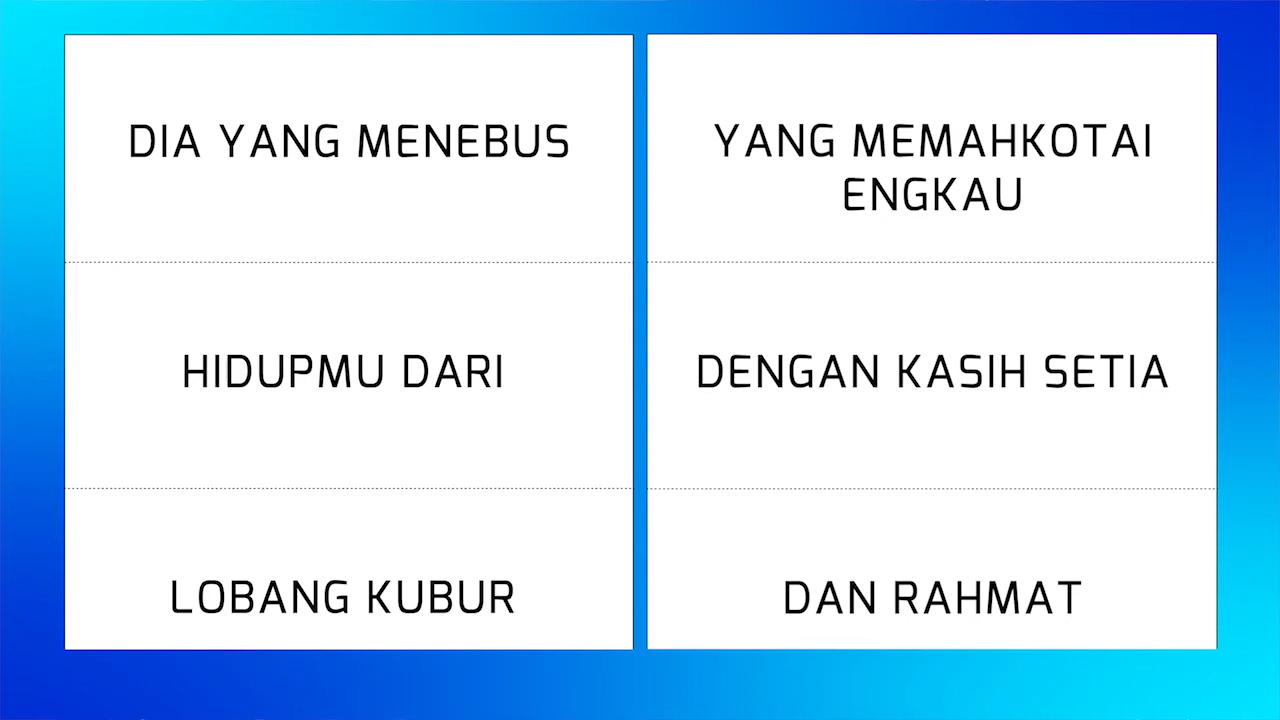 DIA YANG MENEBUS
HIDUPMU DARI
LOBANG KUBUR
YANG MEMAHKOTAI
ENGKAU
DENGAN KASIH SETIA
DAN RAHMAT